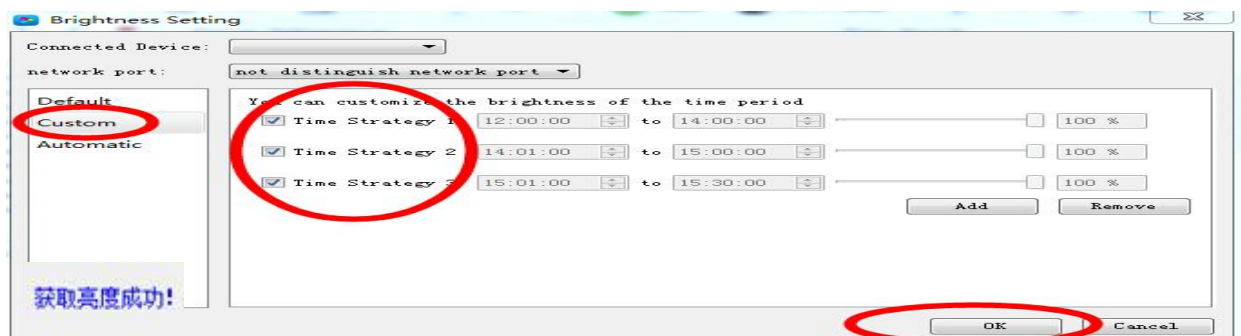 Brightness Setting
Connected Device:
network port: not distinguish network port
Default
Custom
Automatic
You can customize the brightness of the time period
Time Strategy 1 12:00:00 to 14:00:00 100 %
Time Strategy 2 14:01:00 to 15:00:00 100 %
Time Strategy 3 15:01:00 to 15:30:00 100 %
Add Remove
获取亮度成功!
OK Cancel